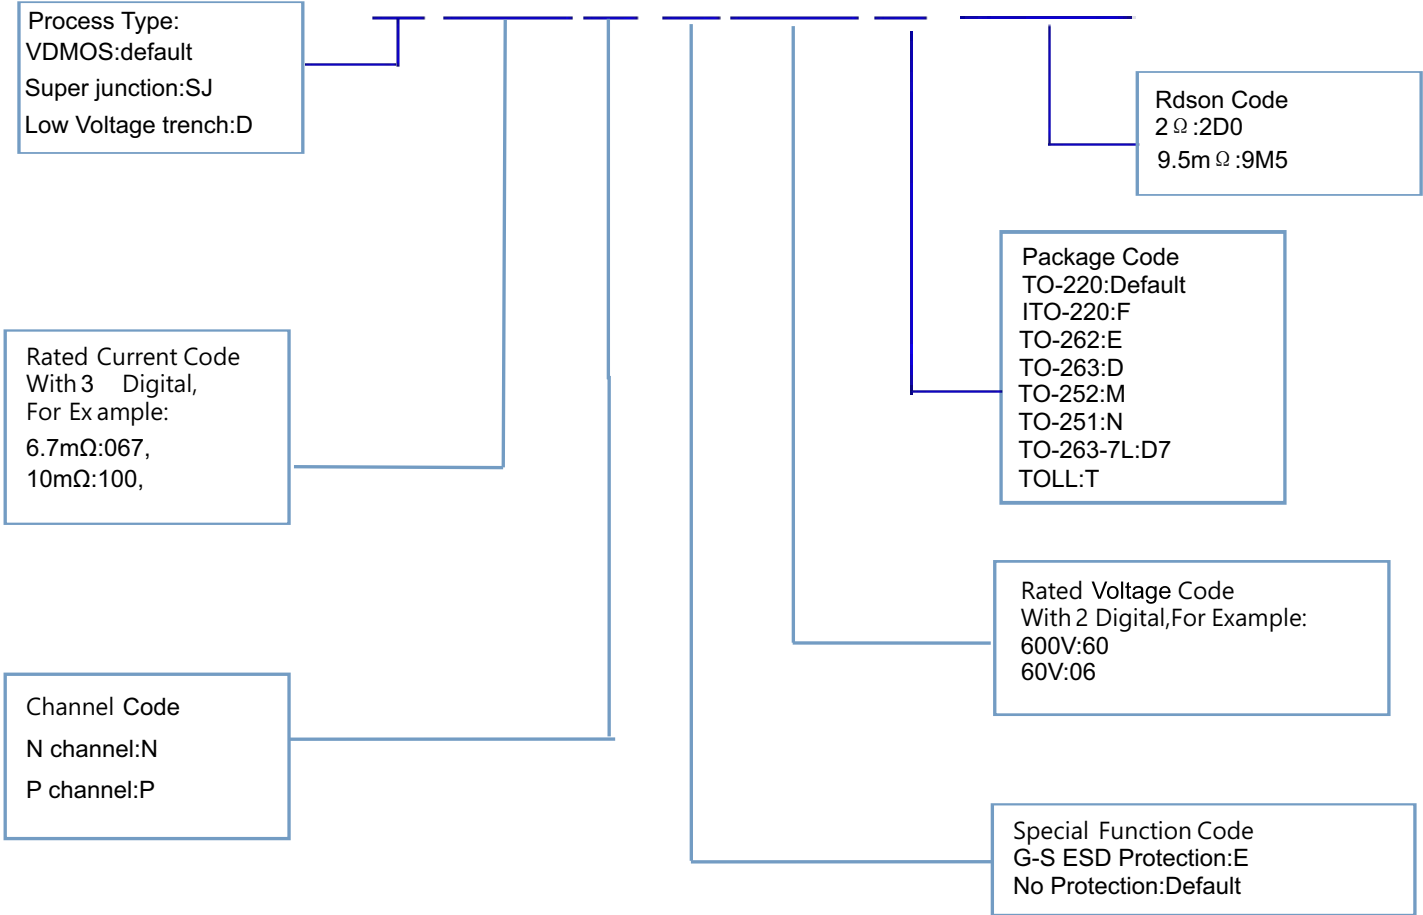 Process Type:
VDMOS:default
Super junction:SJ
Low Voltage trench:D
Rdson Code
2Ω:2D0
9.5mΩ:9M5
Package Code
TO-220:Default
ITO-220:F
TO-262:E
TO-263:D
TO-252:M
TO-251:N
TO-263-7L:D7
TOLL:T
Rated Current Code
With 3 Digital,
For Ex ample:
6.7mΩ:067,
10mΩ:100,
Rated Voltage Code
With 2 Digital,For Example:
600V:60
60V:06
Channel Code
N channel:N
P channel:P
Special Function Code
G-S ESD Protection:E
No Protection:Default